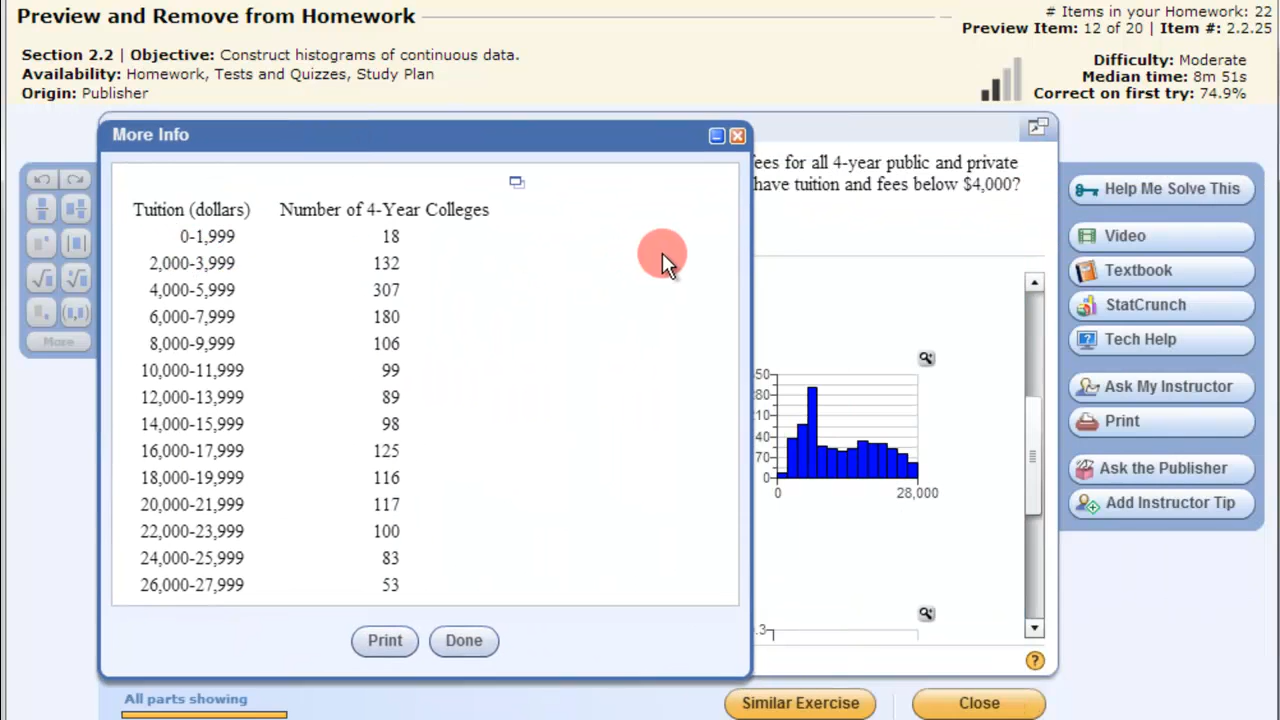 Preview and Remove from Homework
# Items in your Homework: 22
Preview Item: 12 of 20 | Item #: 2.2.25
Section 2.2 | Objective: Construct histograms of continuous data.
Availability: Homework, Tests and Quizzes, Study Plan
Origin: Publisher
Difficulty: Moderate
Median time: 8m 51s
Correct on first try: 74.9%
More Info
Tuition (dollars) Number of 4-Year Colleges
0-1,999 18
2,000-3,999 132
4,000-5,999 307
6,000-7,999 180
8,000-9,999 106
10,000-11,999 99
12,000-13,999 89
14,000-15,999 98
16,000-17,999 125
18,000-19,999 116
20,000-21,999 117
22,000-23,999 100
24,000-25,999 83
26,000-27,999 53
Print Done
fees for all 4-year public and private
have tuition and fees below $4,000?
50
280
10
40
70
0
0 28,000
.3
More
Help Me Solve This
Video
Textbook
StatCrunch
Tech Help
Ask My Instructor
Print
Ask the Publisher
Add Instructor Tip
?
All parts showing
Similar Exercise
Close